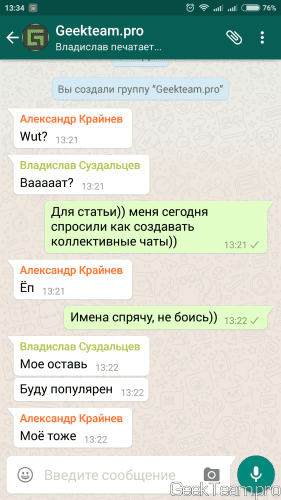 13:34
76%
Geekteam.pro
Владислав печатает...
Вы создали группу "Geekteam.pro"
Александр Крайнев
Wut?
13:21
Владислав Суздальцев
Вааааат?
13:21
Для статьи)) меня сегодня
спросили как создавать
коллективные чаты))
13:21
Александр Крайнев
Ёп
13:21
Имена спрячу, не боись))
13:22
Владислав Суздальцев
Мое оставь
13:22
Буду популярен
13:22
Александр Крайнев
Моё тоже
13:22
Введите сообщение
GeekTeam.pro